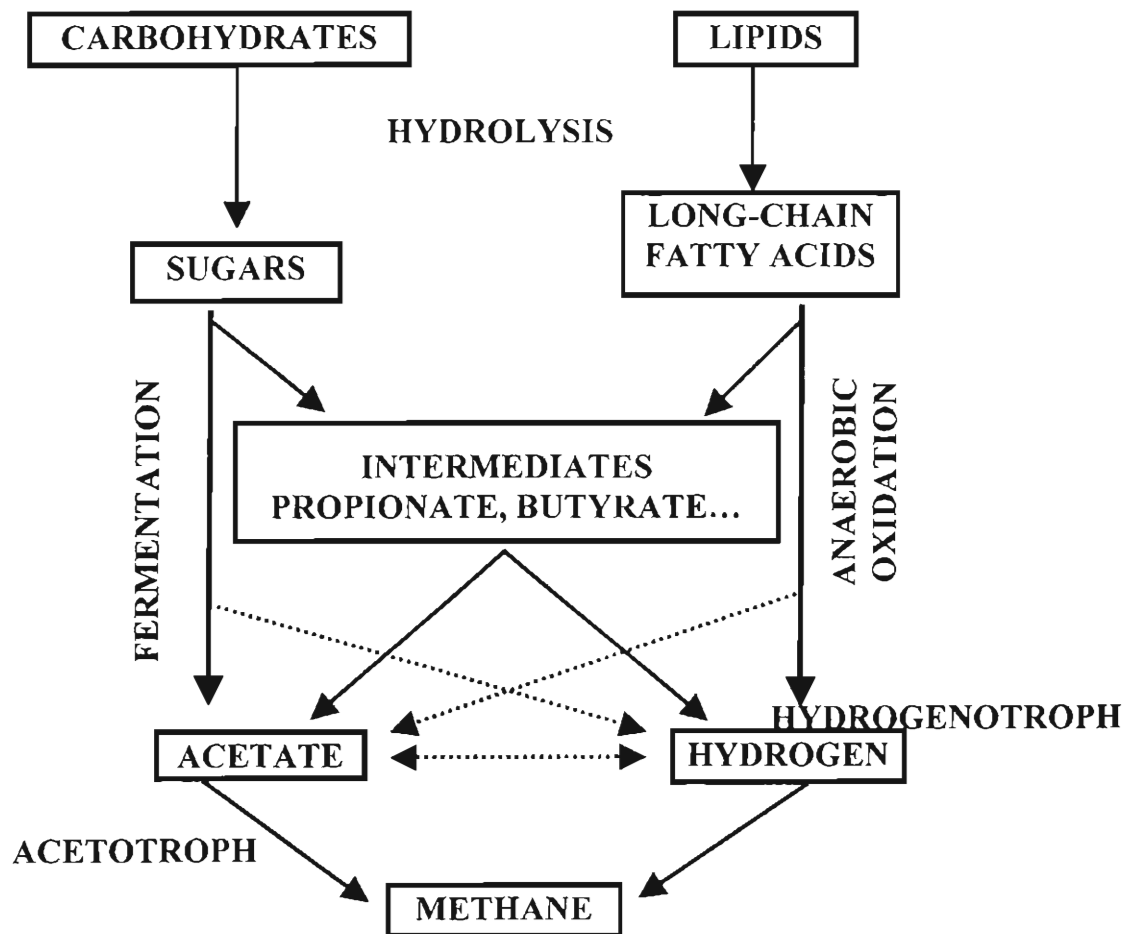 CARBOHYDRATES
LIPIDS
HYDROLYSIS
LONG-CHAIN
FATTY ACIDS
SUGARS
FERMENTATION
ANAEROBIC
OXIDATION
INTERMEDIATES
PROPIONATE, BUTYRATE...
HYDROGENOTROPH
ACETATE
HYDROGEN
ACETOTROPH
METHANE